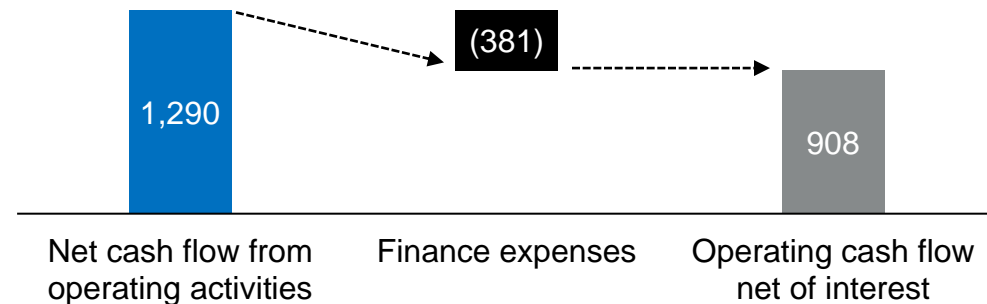 (381)
1,290
908
Net cash flow from
operating activities
Finance expenses
Operating cash flow
net of interest